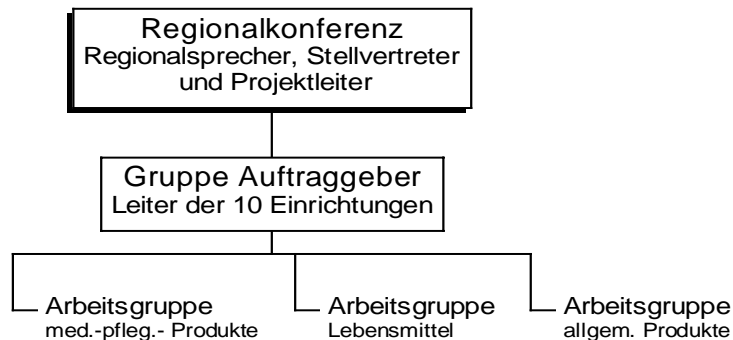 Regionalkonferenz
Regionalsprecher, Stellvertreter
und Projektleiter
Gruppe Auftraggeber
Leiter der 10 Einrichtungen
Arbeitsgruppe
med.-pfleg.- Produkte
Arbeitsgruppe
Lebensmittel
Arbeitsgruppe
allgem. Produkte